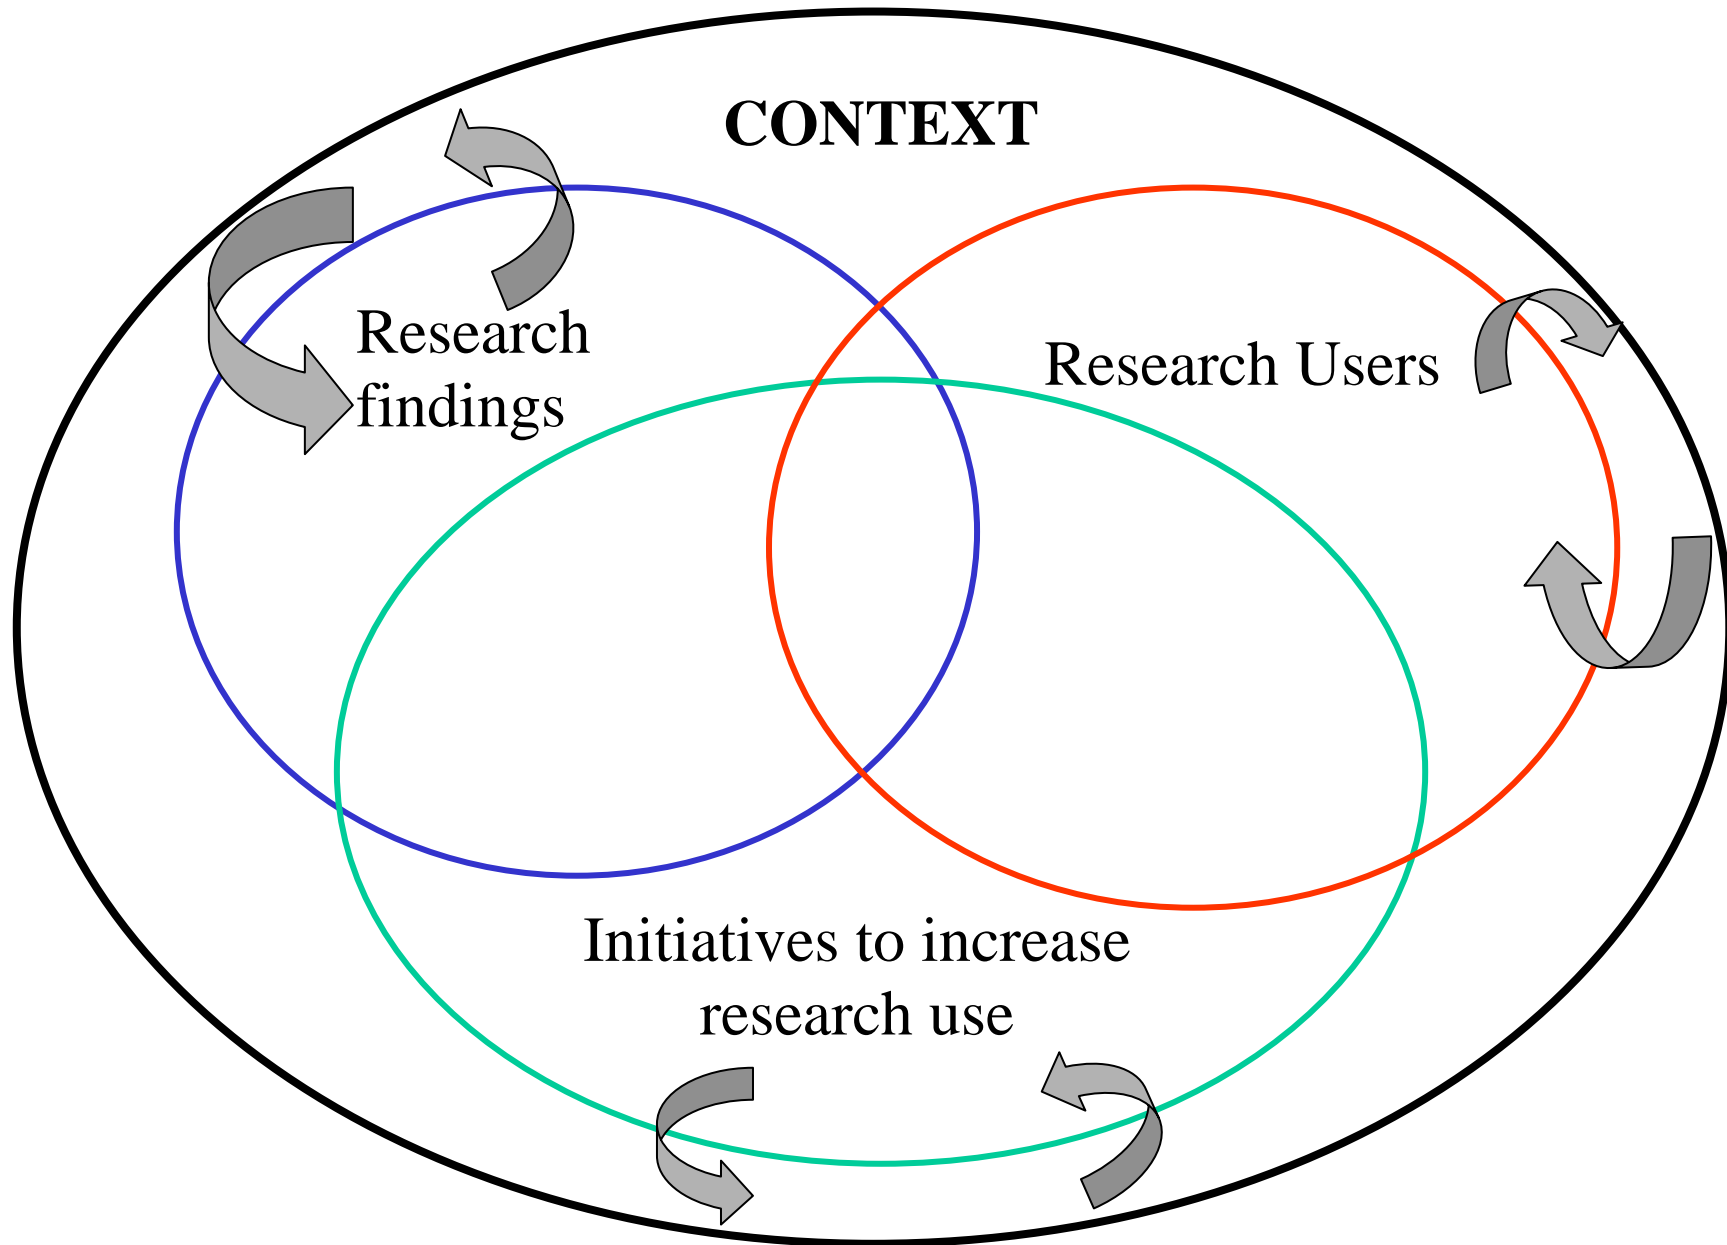 CONTEXT
Research
findings
Research Users
Initiatives to increase
research use